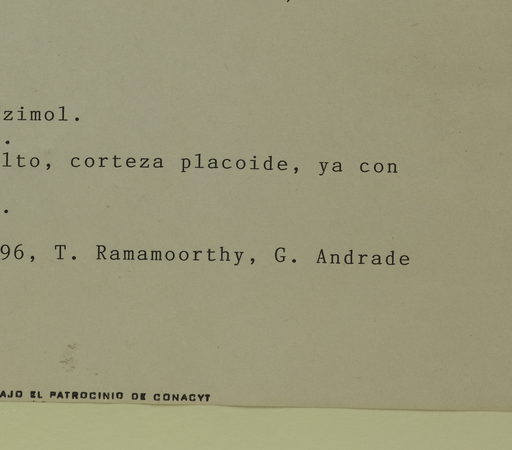 zimol.
.
lto, corteza placoide, ya con
.
96, T. Ramamoorthy, G. Andrade
AJO EL PATROCINIO DE CONACYT